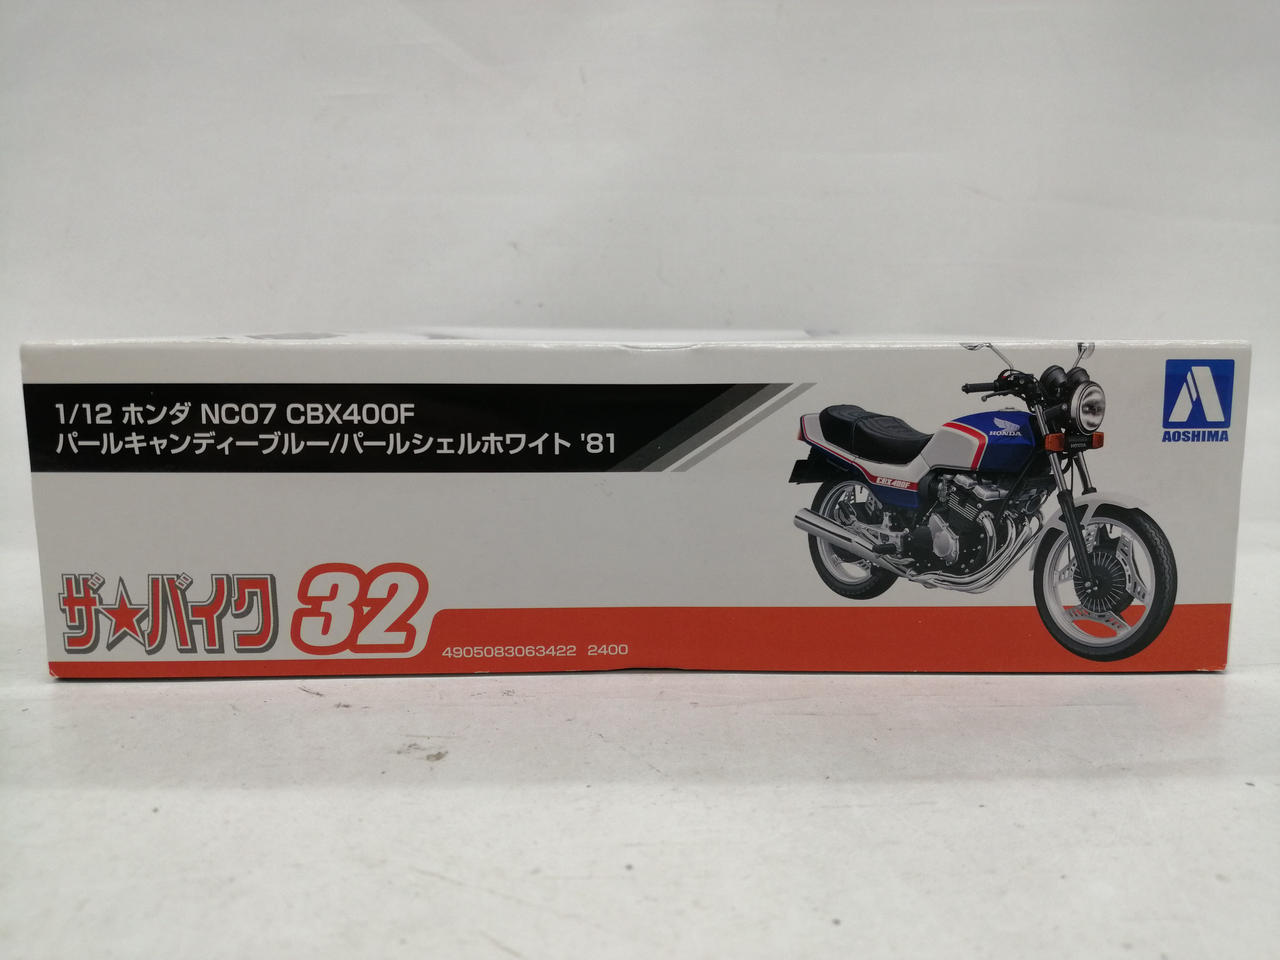 1/12 ホンダ NC07 CBX400F
パールキャンディーブルー/パールシェルホワイト '81
AOSHIMA
HONDA
HONDA
CBX400F
ザ☆バイク 32
4905083063422 2400